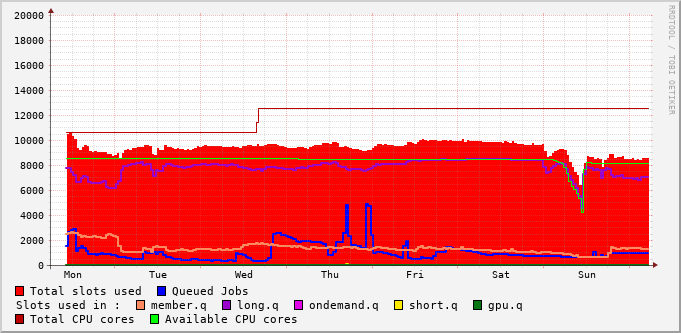 20000
18000
16000
14000
12000
10000
8000
6000
4000
2000
0
Mon Tue Wed Thu Fri Sat Sun
Total slots used Queued Jobs
Slots used in : member.q long.q ondemand.q short.q gpu.q
Total CPU cores Available CPU cores
RRDTOOL / TOBI OETIKER